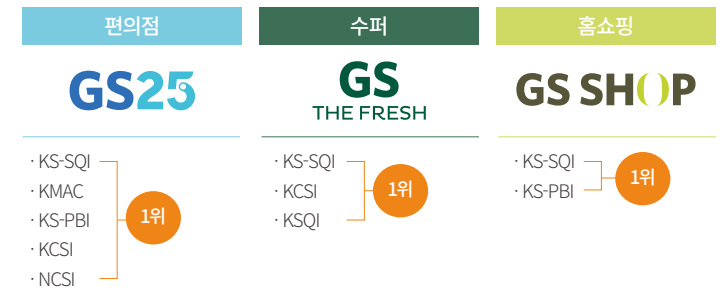 편의점
GS25
· KS-SQI
· KMAC
· KS-PBI
· KCSI
· NCSI
1위
수퍼
GS
THE FRESH
· KS-SQI
· KCSI
· KSQI
1위
홈쇼핑
GS SHOP
· KS-SQI
· KS-PBI
1위